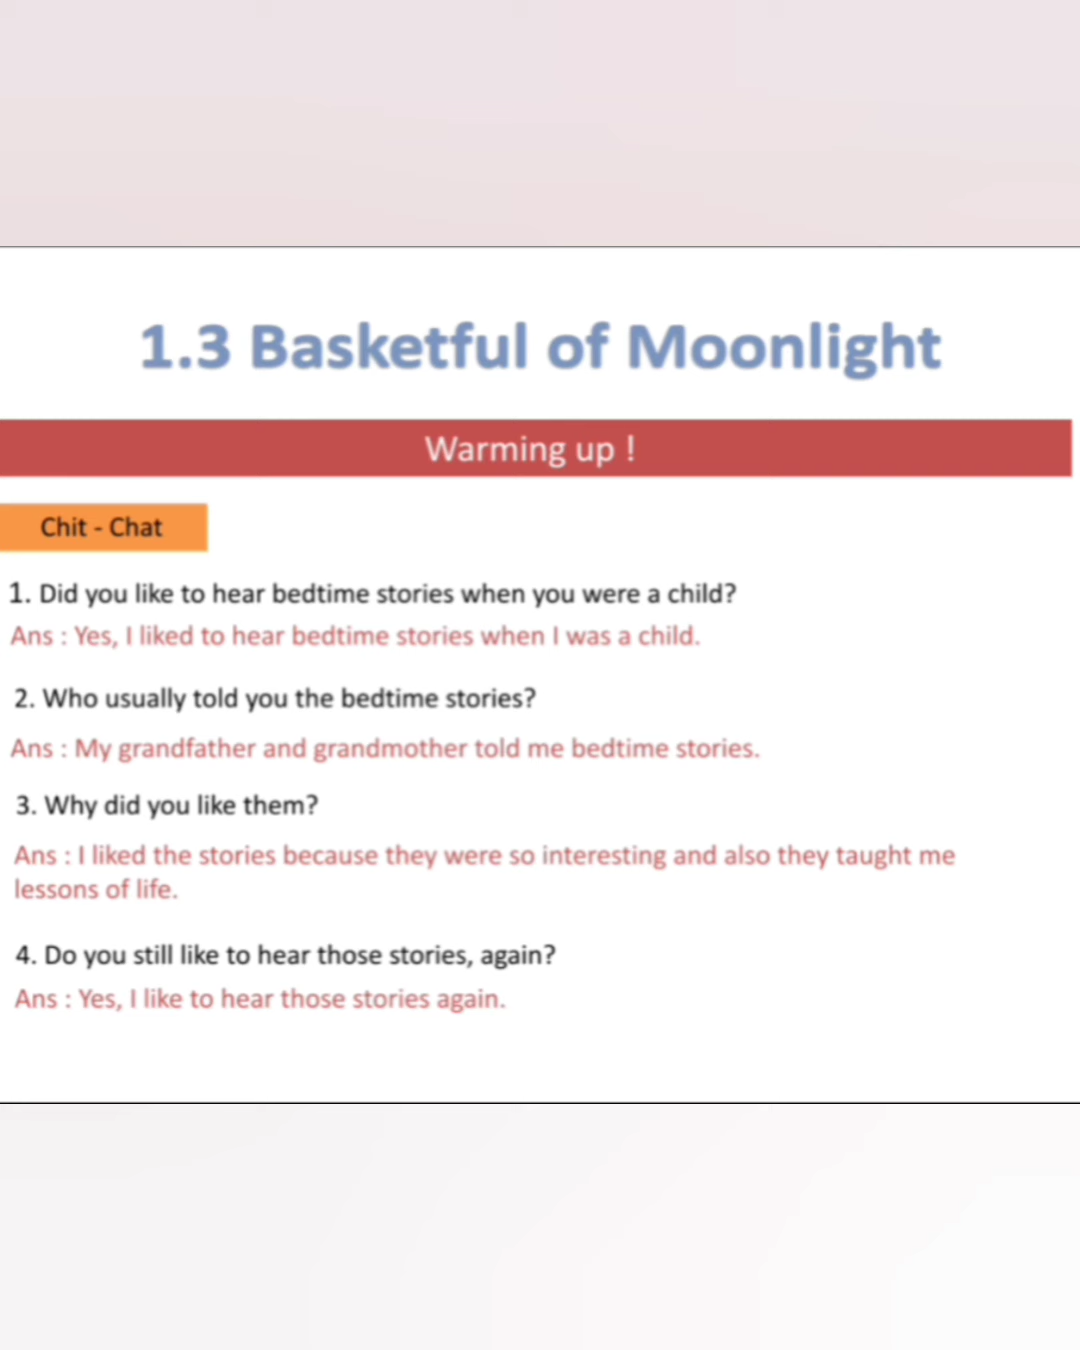 1.3 Basketful of Moonlight
Warming up !
Chit - Chat
1. Did you like to hear bedtime stories when you were a child?
Ans : Yes, I liked to hear bedtime stories when I was a child.
2. Who usually told you the bedtime stories?
Ans : My grandfather and grandmother told me bedtime stories.
3. Why did you like them?
Ans : I liked the stories because they were so interesting and also they taught me
lessons of life.
4. Do you still like to hear those stories, again?
Ans : Yes, I like to hear those stories again.